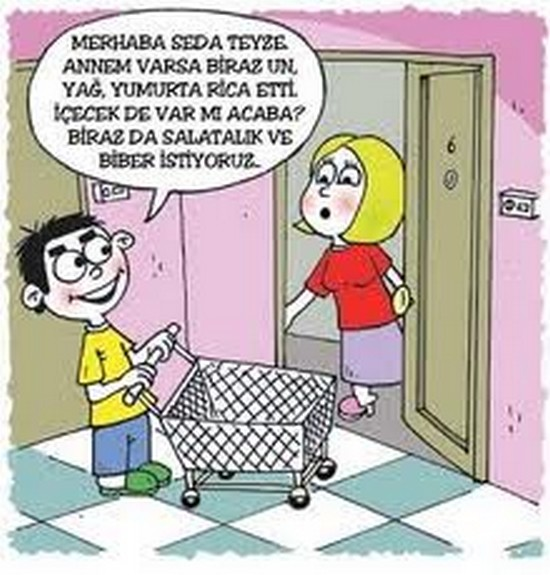 MERHABA SEDA TEYZE.
ANNEM VARSA BİRAZ UN,
YAĞ, YUMURTA RİCA ETTİ.
İÇECEK DE VAR MI ACABA?
BİRAZ DA SALATALIK VE
BİBER İSTİYORUZ..
6